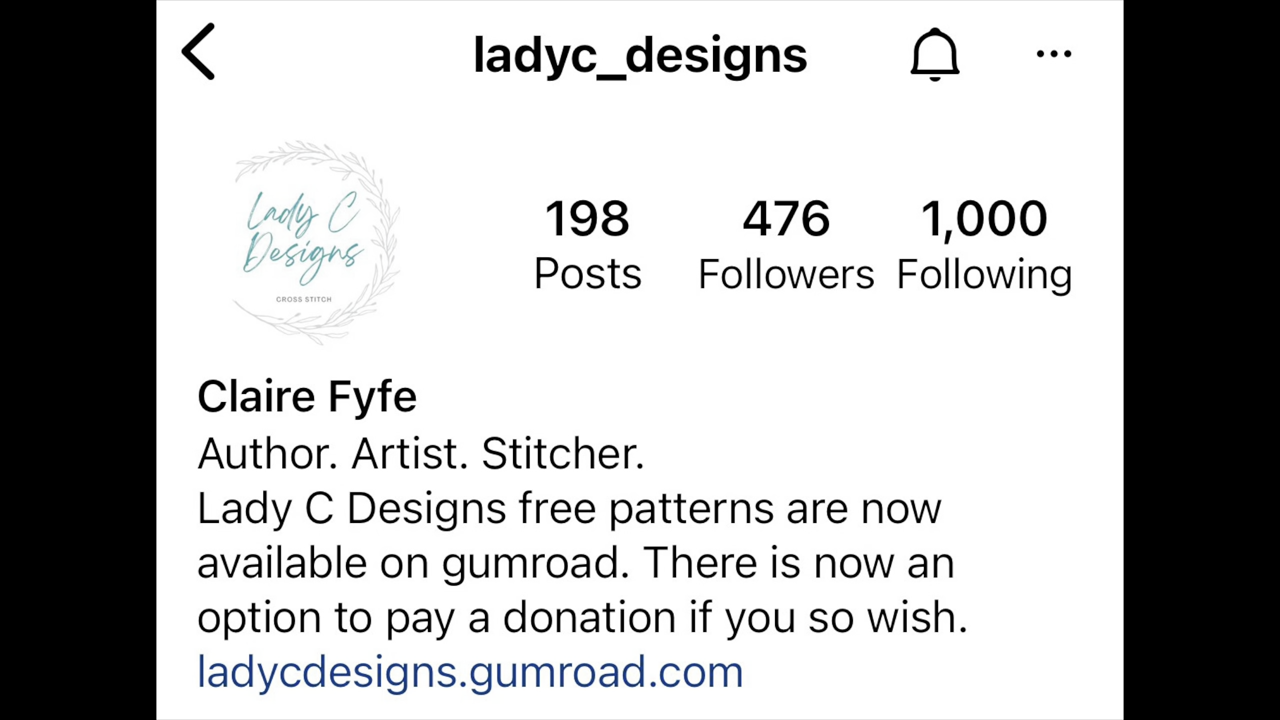 ladyc_designs
Lady C
Designs
CROSS STITCH
198 476 1,000
Posts Followers Following
Claire Fyfe
Author. Artist. Stitcher.
Lady C Designs free patterns are now
available on gumroad. There is now an
option to pay a donation if you so wish.
ladycdesigns.gumroad.com